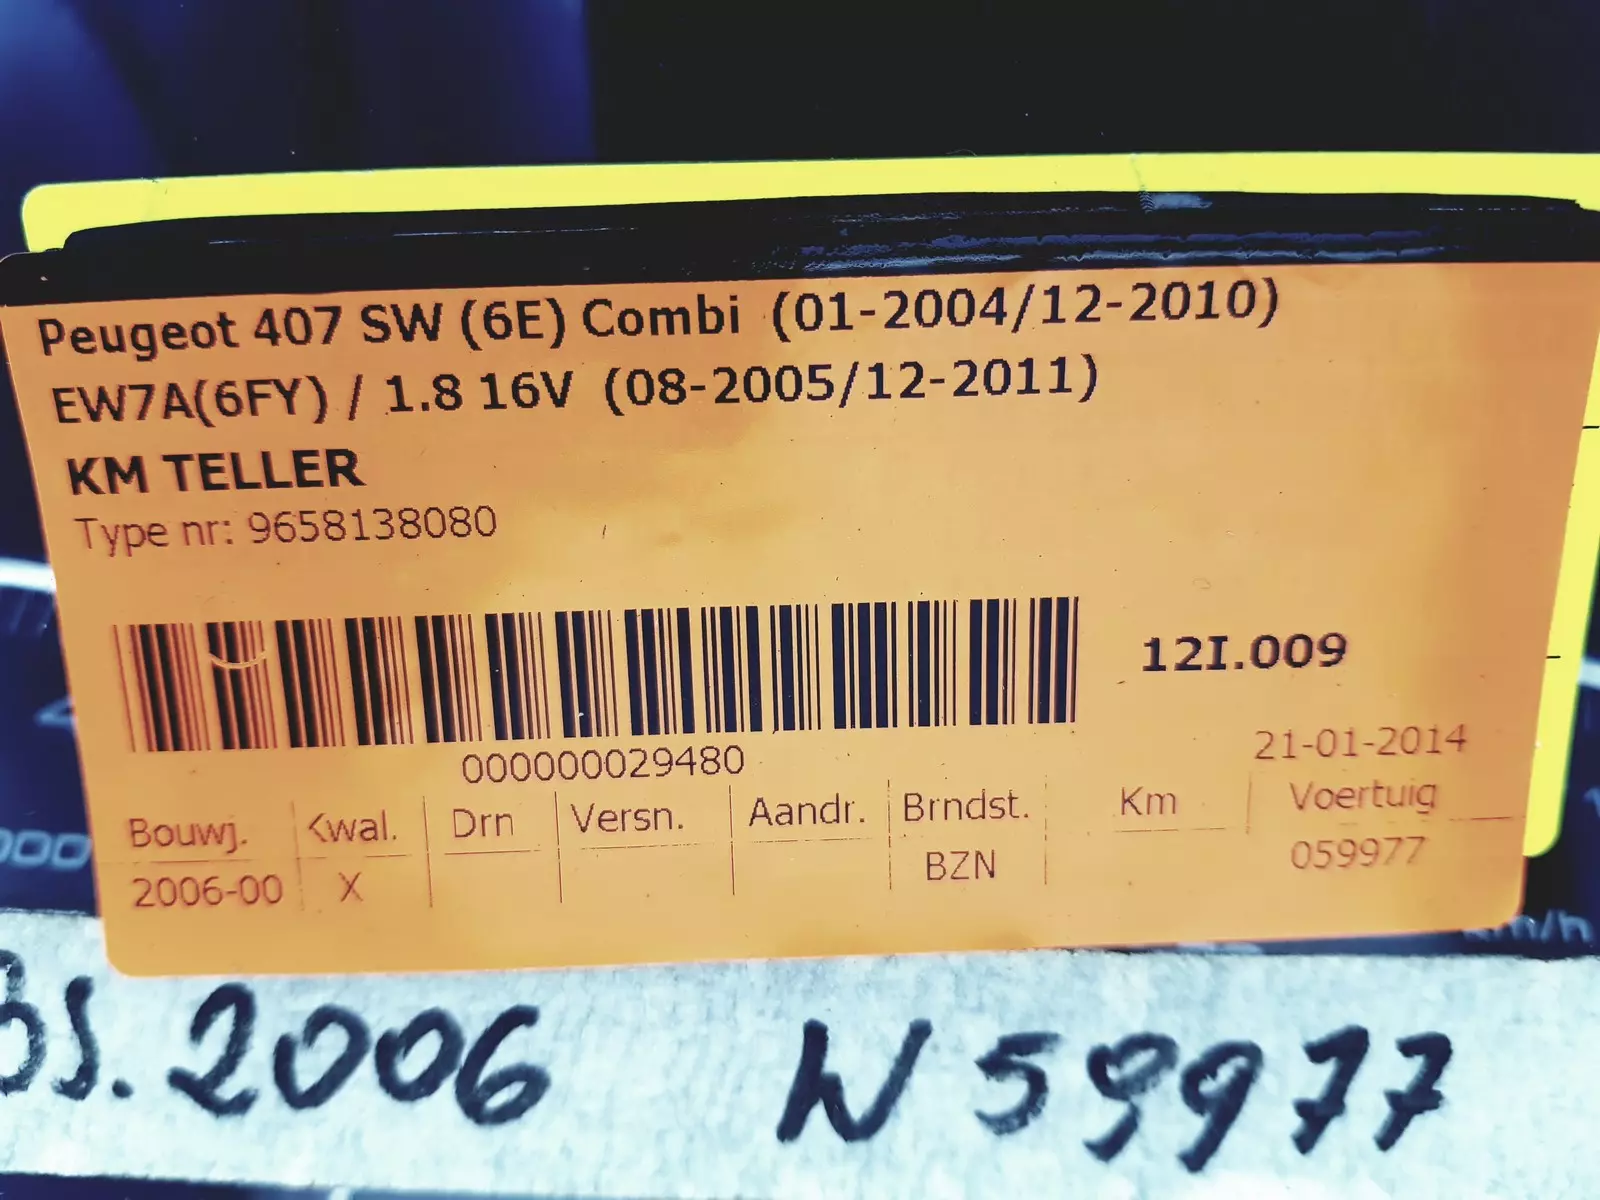 Peugeot 407 SW (6E) Combi (01-2004/12-2010)
EW7A(6FY) / 1.8 16V (08-2005/12-2011)
KM TELLER
Type nr: 9658138080
12I.009
000000029480
21-01-2014
Bouwj. Kwal. Drn Versn. Aandr. Brndst. Km Voertuig
2006-00 X BZN 059977
km/h
2006 W 59977